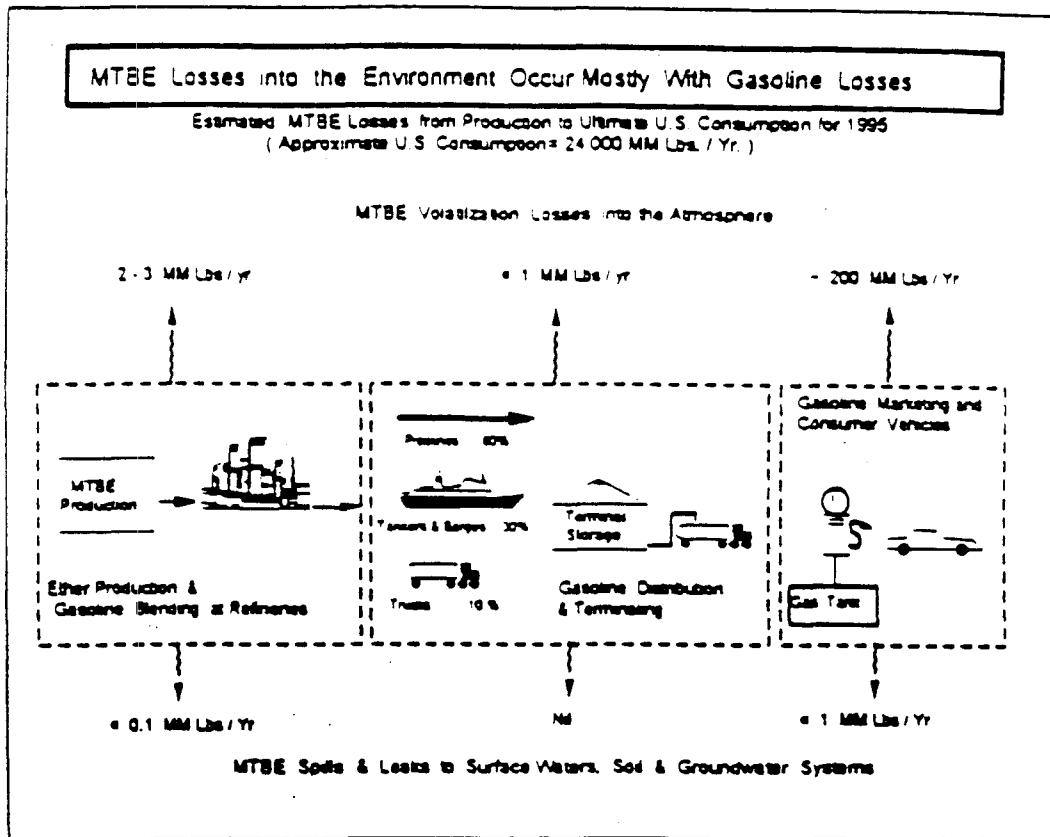 MTBE Losses into the Environment Occur Mostly With Gasoline Losses
Estimated MTBE Losses from Production to Ultimate U.S. Consumption for 1995
( Approximate U.S. Consumption = 24,000 MM Lbs. / Yr. )
MTBE Volatization Losses into the Atmosphere
2 - 3 MM Lbs / yr
< 1 MM Lbs / yr
~ 200 MM Lbs / Yr
Gasoline Marketing and
Consumer Vehicles
60%
MTBE
Production
Tankers & Barges 30%
Terminal
Storage
Ether Production &
Gasoline Blending at Refineries
Trucks 10 %
Gasoline Distribution
& Terminaling
Gas Tank
< 0.1 MM Lbs / Yr
Nil
< 1 MM Lbs / Yr
MTBE Spills & Leaks to Surface Waters, Soil & Groundwater Systems